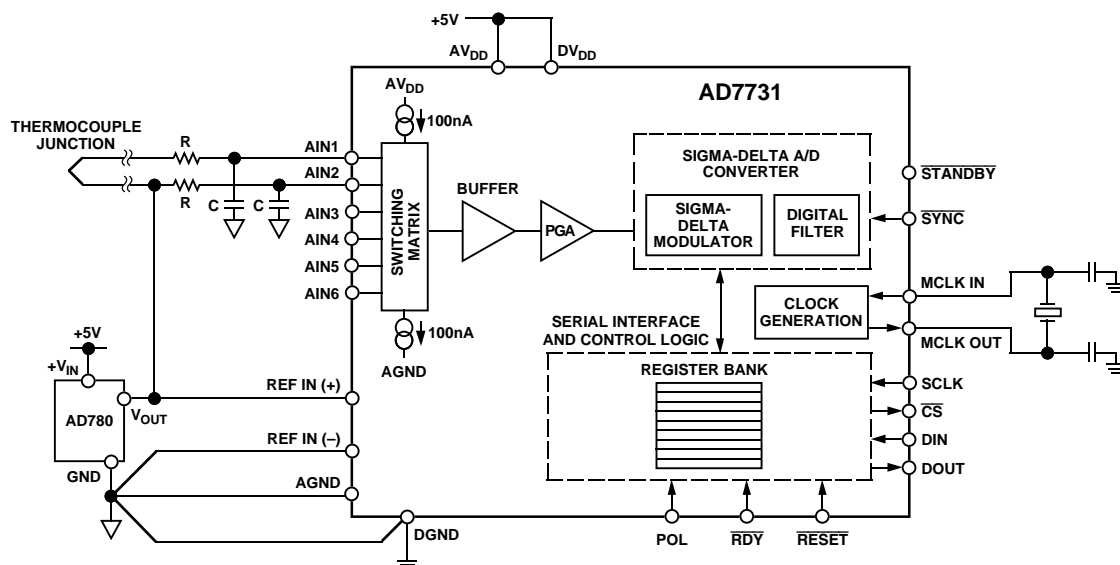 +5V
AVDD
DVDD
AD7731
AVDD
100nA
THERMOCOUPLE
JUNCTION
R
R
C
C
AIN1
AIN2
AIN3
AIN4
AIN5
AIN6
SWITCHING
MATRIX
BUFFER
PGA
SIGMA-DELTA A/D
CONVERTER
SIGMA-
DELTA
MODULATOR
DIGITAL
FILTER
STANDBY
SYNC
100nA
AGND
SERIAL INTERFACE
AND CONTROL LOGIC
CLOCK
GENERATION
MCLK IN
MCLK OUT
REGISTER BANK
SCLK
CS
DIN
DOUT
+5V
+VIN
AD780
VOUT
GND
REF IN (+)
REF IN (–)
AGND
DGND
POL
RDY
RESET